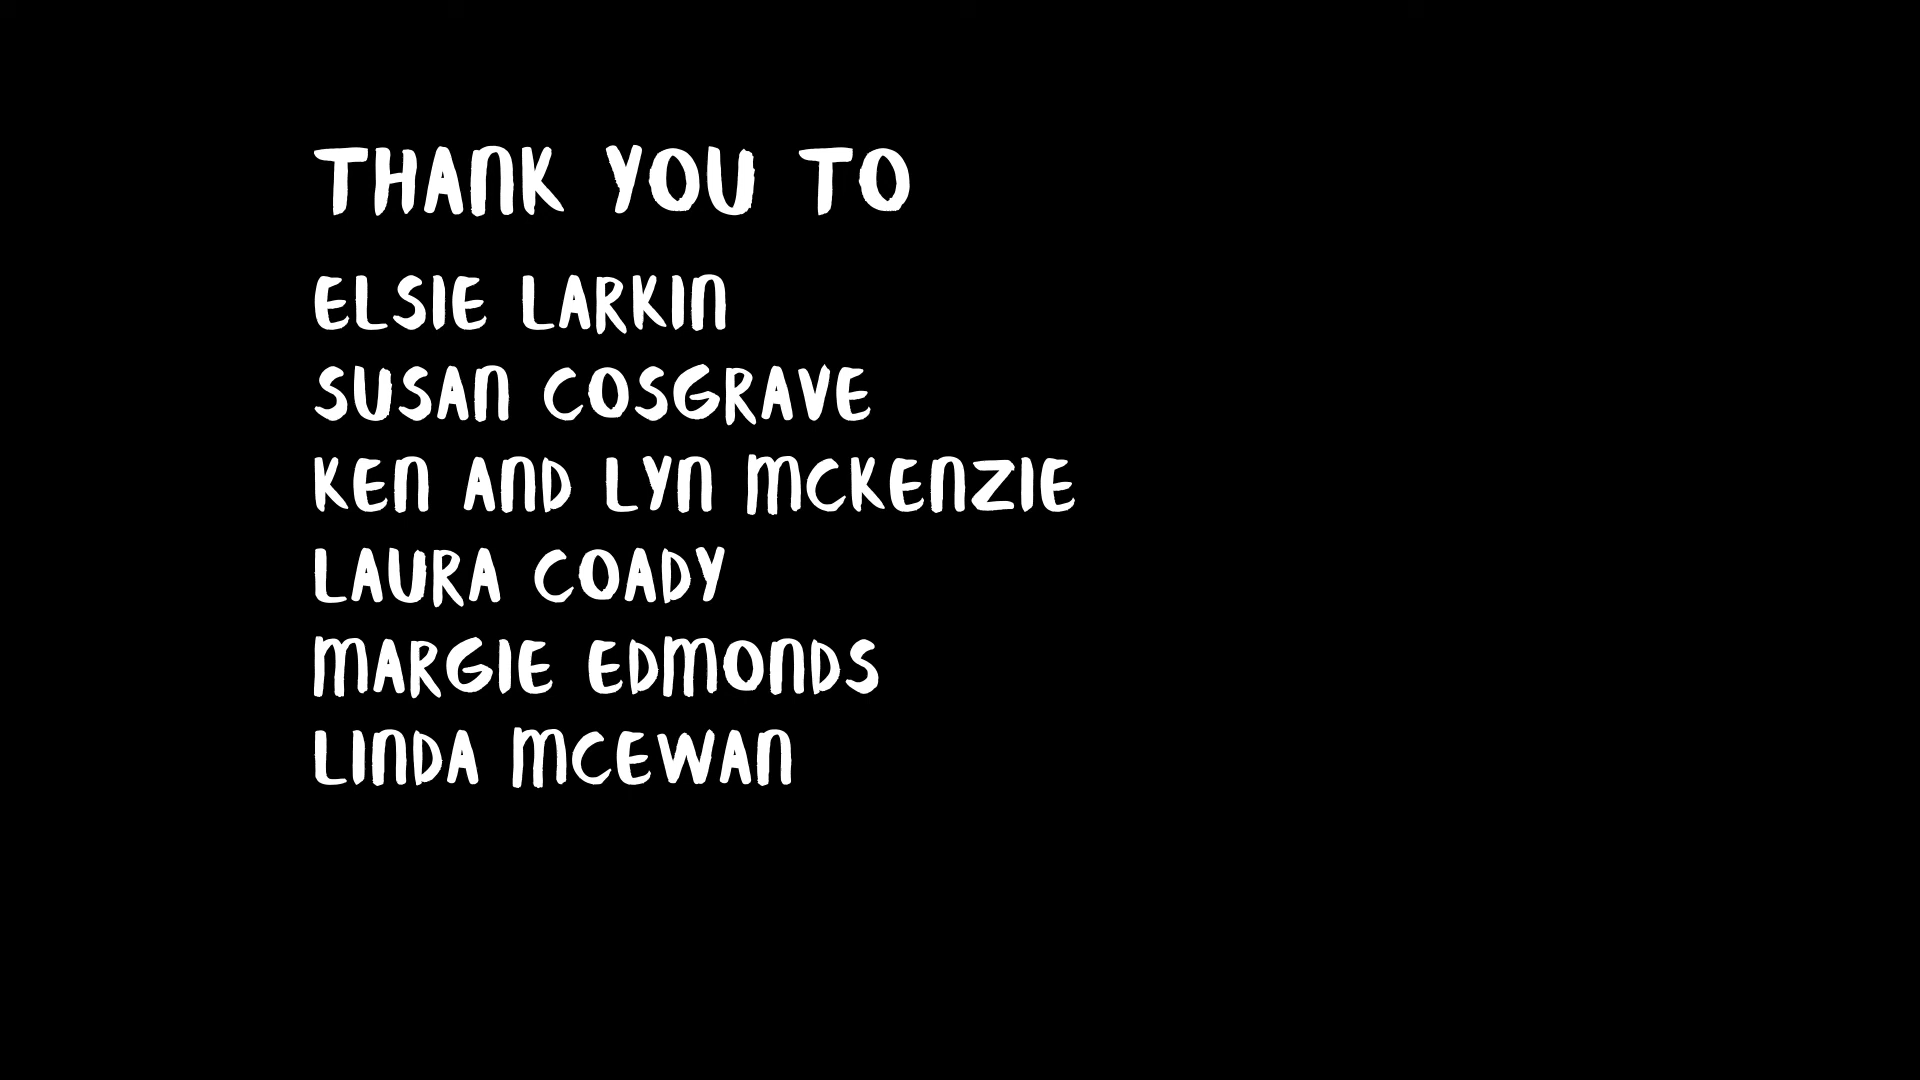 THANK YOU TO
ELSIE LARKIN
SUSAN COSGRAVE
KEN AND LYN MCKENZIE
LAURA COADY
MARGIE EDMONDS
LINDA MCEWAN